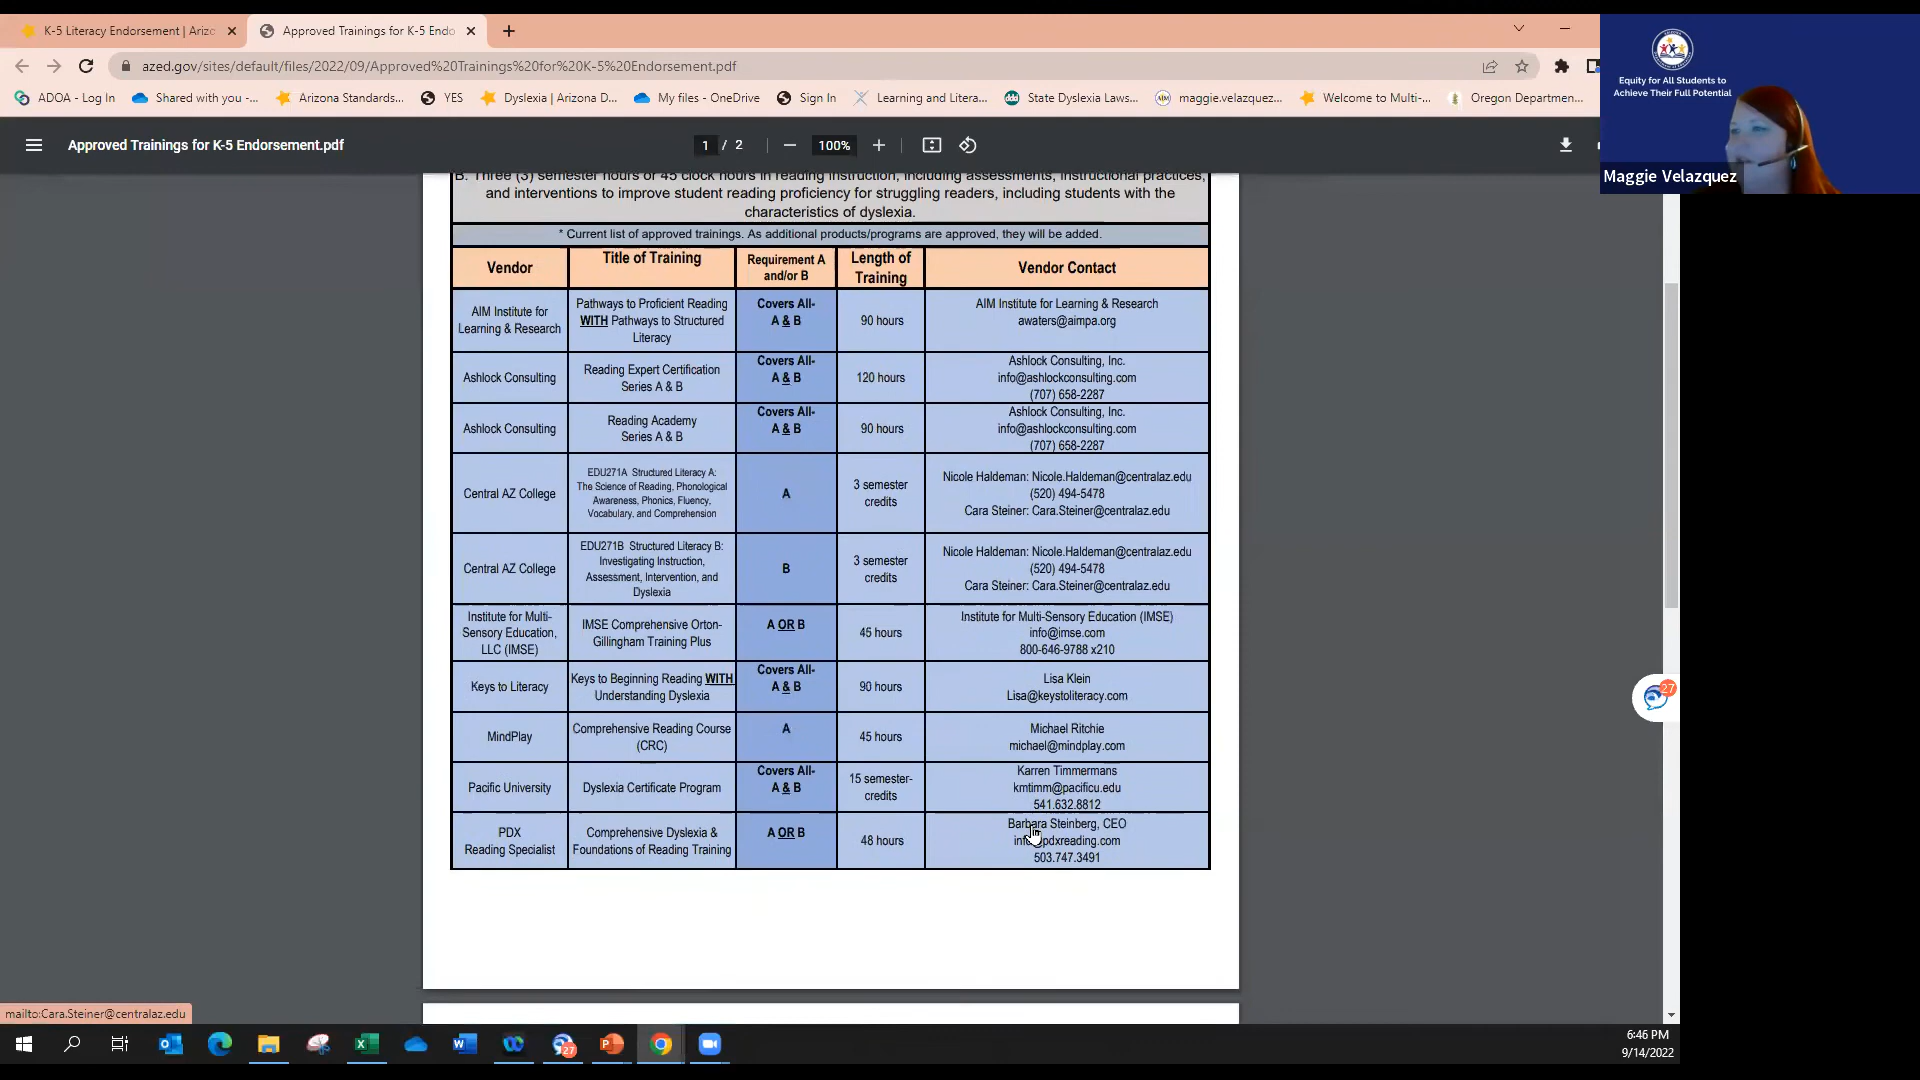 K-5 Literacy Endorsement | Arizo
Approved Trainings for K-5 Endo
azed.gov/sites/default/files/2022/09/Approved%20Trainings%20for%20K-5%20Endorsement.pdf
ADOA - Log In
Shared with you -...
Arizona Standards...
YES
Dyslexia | Arizona D...
My files - OneDrive
Sign In
Learning and Litera...
State Dyslexia Laws...
maggie.velazquez...
Welcome to Multi-...
Oregon Departmen...
Equity for All Students to
Achieve Their Full Potential
Maggie Velazquez
Approved Trainings for K-5 Endorsement.pdf
1 / 2
100%
B. Three (3) semester hours or 45 clock hours in reading instruction, including assessments, instructional practices,
and interventions to improve student reading proficiency for struggling readers, including students with the
characteristics of dyslexia.
* Current list of approved trainings. As additional products/programs are approved, they will be added.
Vendor
Title of Training
Requirement A
and/or B
Length of
Training
Vendor Contact
AIM Institute for
Learning & Research
Pathways to Proficient Reading
WITH Pathways to Structured
Literacy
Covers All-
A & B
90 hours
AIM Institute for Learning & Research
awaters@aimpa.org
Ashlock Consulting
Reading Expert Certification
Series A & B
Covers All-
A & B
120 hours
Ashlock Consulting, Inc.
info@ashlockconsulting.com
(707) 658-2287
Ashlock Consulting
Reading Academy
Series A & B
Covers All-
A & B
90 hours
Ashlock Consulting, Inc.
info@ashlockconsulting.com
(707) 658-2287
Central AZ College
EDU271A Structured Literacy A:
The Science of Reading, Phonological
Awareness, Phonics, Fluency,
Vocabulary, and Comprehension
A
3 semester
credits
Nicole Haldeman: Nicole.Haldeman@centralaz.edu
(520) 494-5478
Cara Steiner: Cara.Steiner@centralaz.edu
Central AZ College
EDU271B Structured Literacy B:
Investigating Instruction,
Assessment, Intervention, and
Dyslexia
B
3 semester
credits
Nicole Haldeman: Nicole.Haldeman@centralaz.edu
(520) 494-5478
Cara Steiner: Cara.Steiner@centralaz.edu
Institute for Multi-
Sensory Education,
LLC (IMSE)
IMSE Comprehensive Orton-
Gillingham Training Plus
A OR B
45 hours
Institute for Multi-Sensory Education (IMSE)
info@imse.com
800-646-9788 x210
Keys to Literacy
Keys to Beginning Reading WITH
Understanding Dyslexia
Covers All-
A & B
90 hours
Lisa Klein
Lisa@keystoliteracy.com
MindPlay
Comprehensive Reading Course
(CRC)
A
45 hours
Michael Ritchie
michael@mindplay.com
Pacific University
Dyslexia Certificate Program
Covers All-
A & B
15 semester-
credits
Karren Timmermans
kmtimm@pacificu.edu
541.632.8812
PDX
Reading Specialist
Comprehensive Dyslexia &
Foundations of Reading Training
A OR B
48 hours
Barbara Steinberg, CEO
info@pdxreading.com
503.747.3491
27
mailto:Cara.Steiner@centralaz.edu
27
6:46 PM
9/14/2022